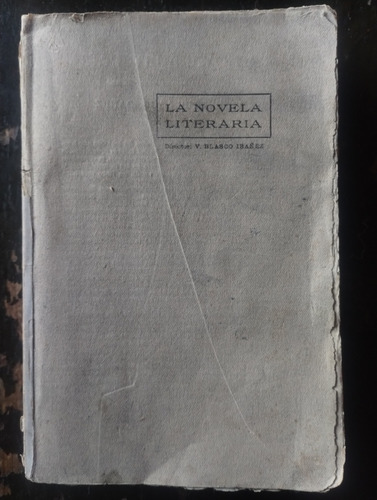 LA NOVELA
LITERARIA
Director: V. BLASCO IBAÑEZ